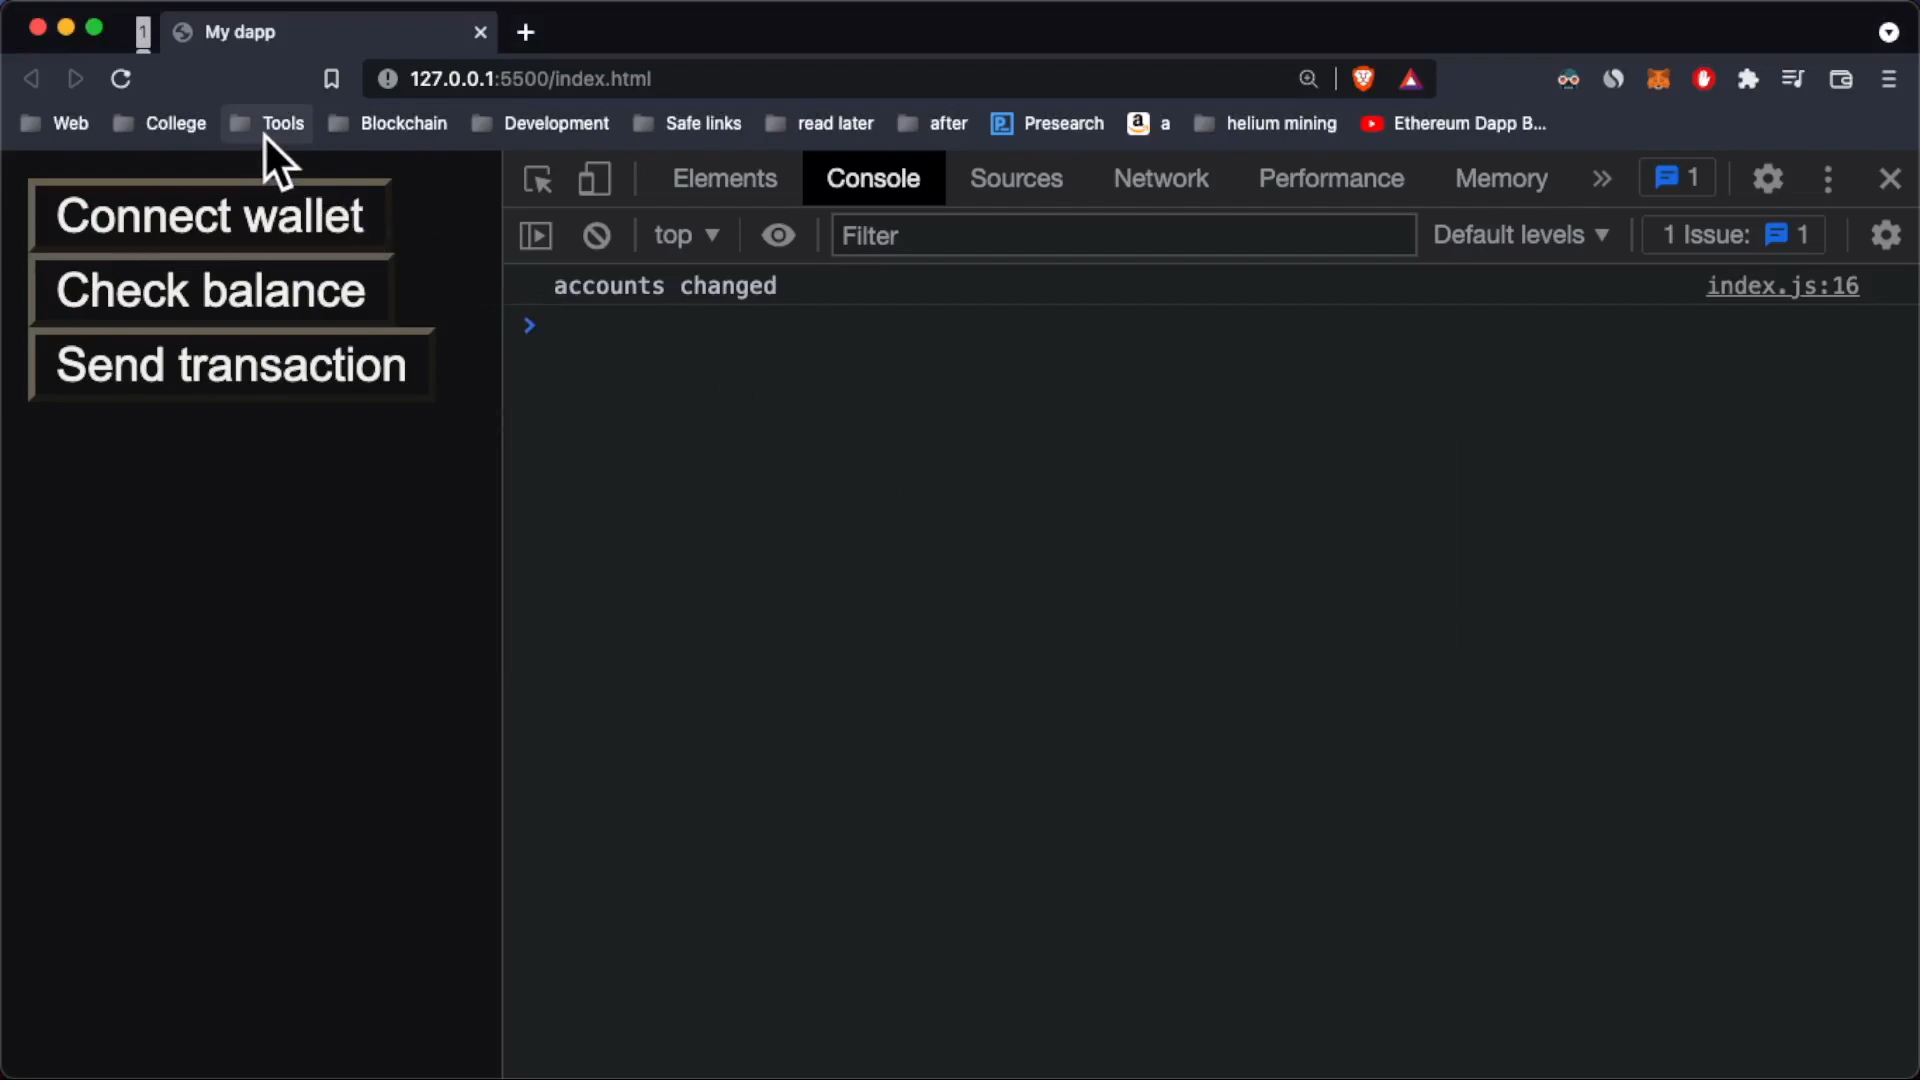 1 My dapp
127.0.0.1:5500/index.html
Web College Tools Blockchain Development Safe links read later after Presearch a helium mining Ethereum Dapp B...
Connect wallet
Check balance
Send transaction
Elements Console Sources Network Performance Memory 1
top Filter Default levels 1 Issue: 1
accounts changed index.js:16